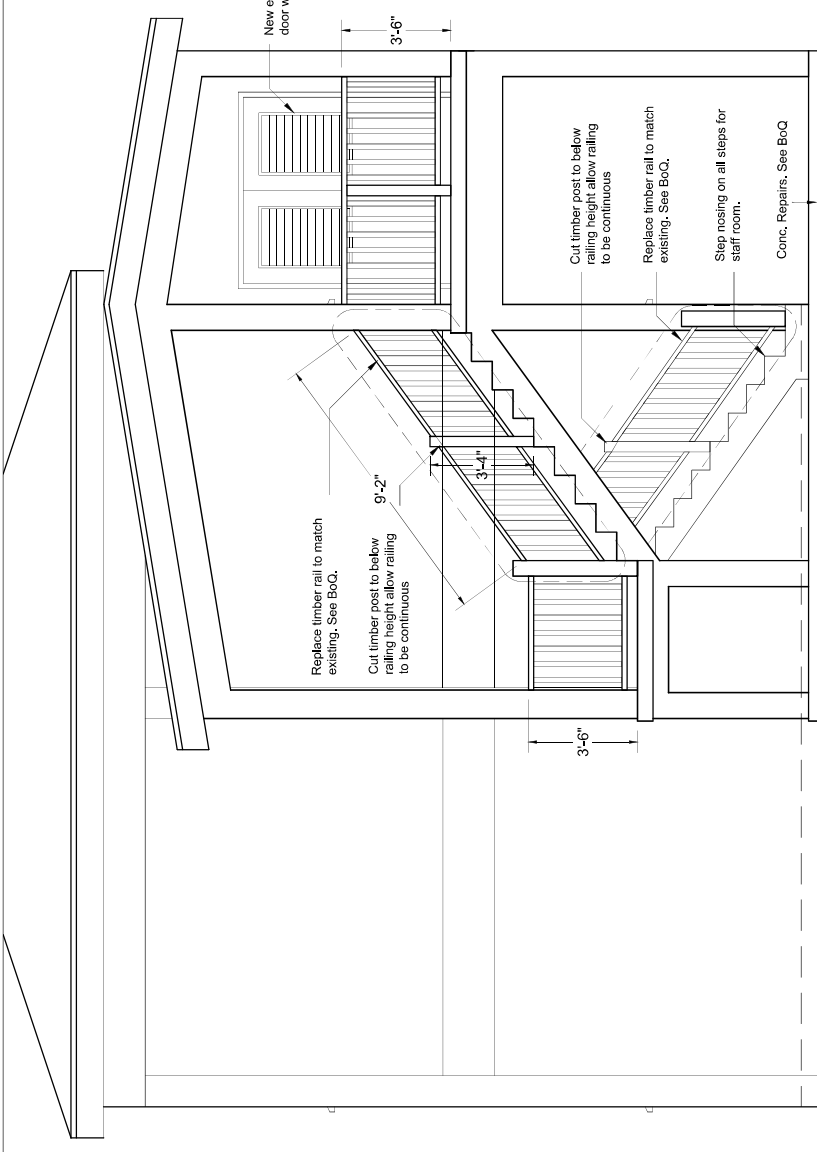 New e
door w
3'-6"
Replace timber rail to match
existing. See BoQ.
Cut timber post to below
railing height allow railing
to be continuous
9'-2"
3'-4"
3'-6"
Cut timber post to below
railing height allow railing
to be continuous
Replace timber rail to match
existing. See BoQ.
Step nosing on all steps for
staff room.
Conc. Repairs. See BoQ